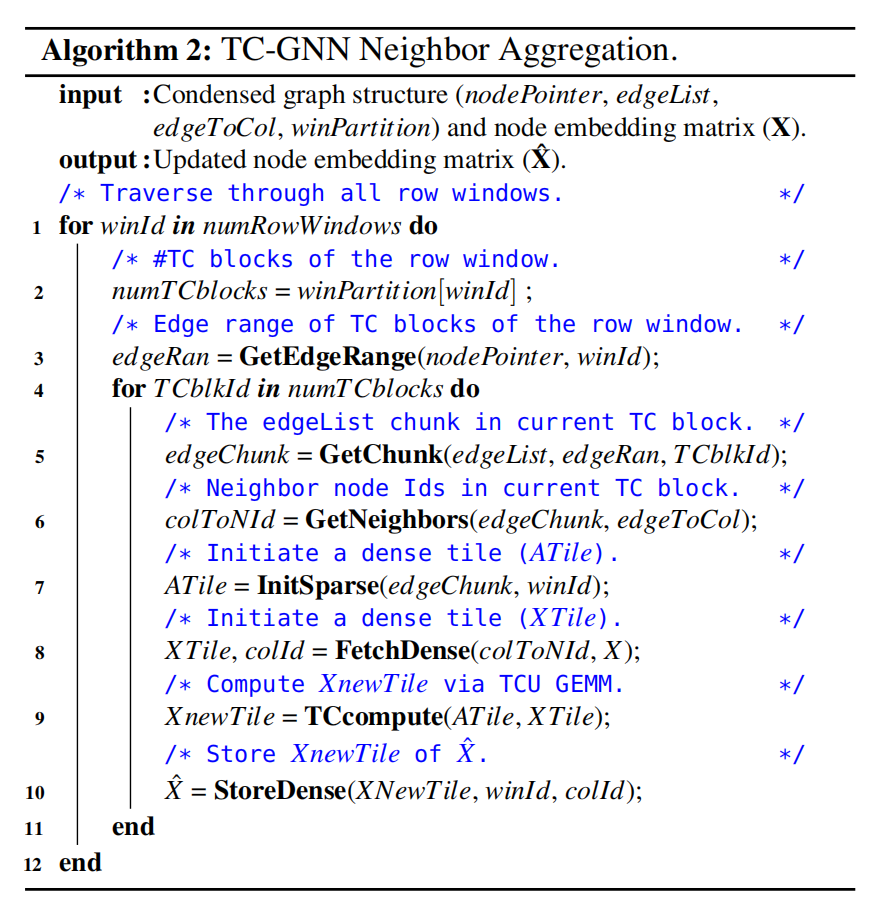 Algorithm 2: TC-GNN Neighbor Aggregation.
input :Condensed graph structure (nodePointer, edgeList,
edgeToCol, winPartition) and node embedding matrix (X).
output:Updated node embedding matrix (X̂).
/* Traverse through all row windows. */
1 for winId in numRowWindows do
/* #TC blocks of the row window. */
2 numTCblocks = winPartition[winId] ;
/* Edge range of TC blocks of the row window. */
3 edgeRan = GetEdgeRange(nodePointer, winId);
4 for TCblkId in numTCblocks do
/* The edgeList chunk in current TC block. */
5 edgeChunk = GetChunk(edgeList, edgeRan, TCblkId);
/* Neighbor node Ids in current TC block. */
6 colToNId = GetNeighbors(edgeChunk, edgeToCol);
/* Initiate a dense tile (ATile). */
7 ATile = InitSparse(edgeChunk, winId);
/* Initiate a dense tile (XTile). */
8 XTile, colId = FetchDense(colToNId, X);
/* Compute XnewTile via TCU GEMM. */
9 XnewTile = TCcompute(ATile, XTile);
/* Store XnewTile of X̂. */
10 X̂ = StoreDense(XNewTile, winId, colId);
11 end
12 end